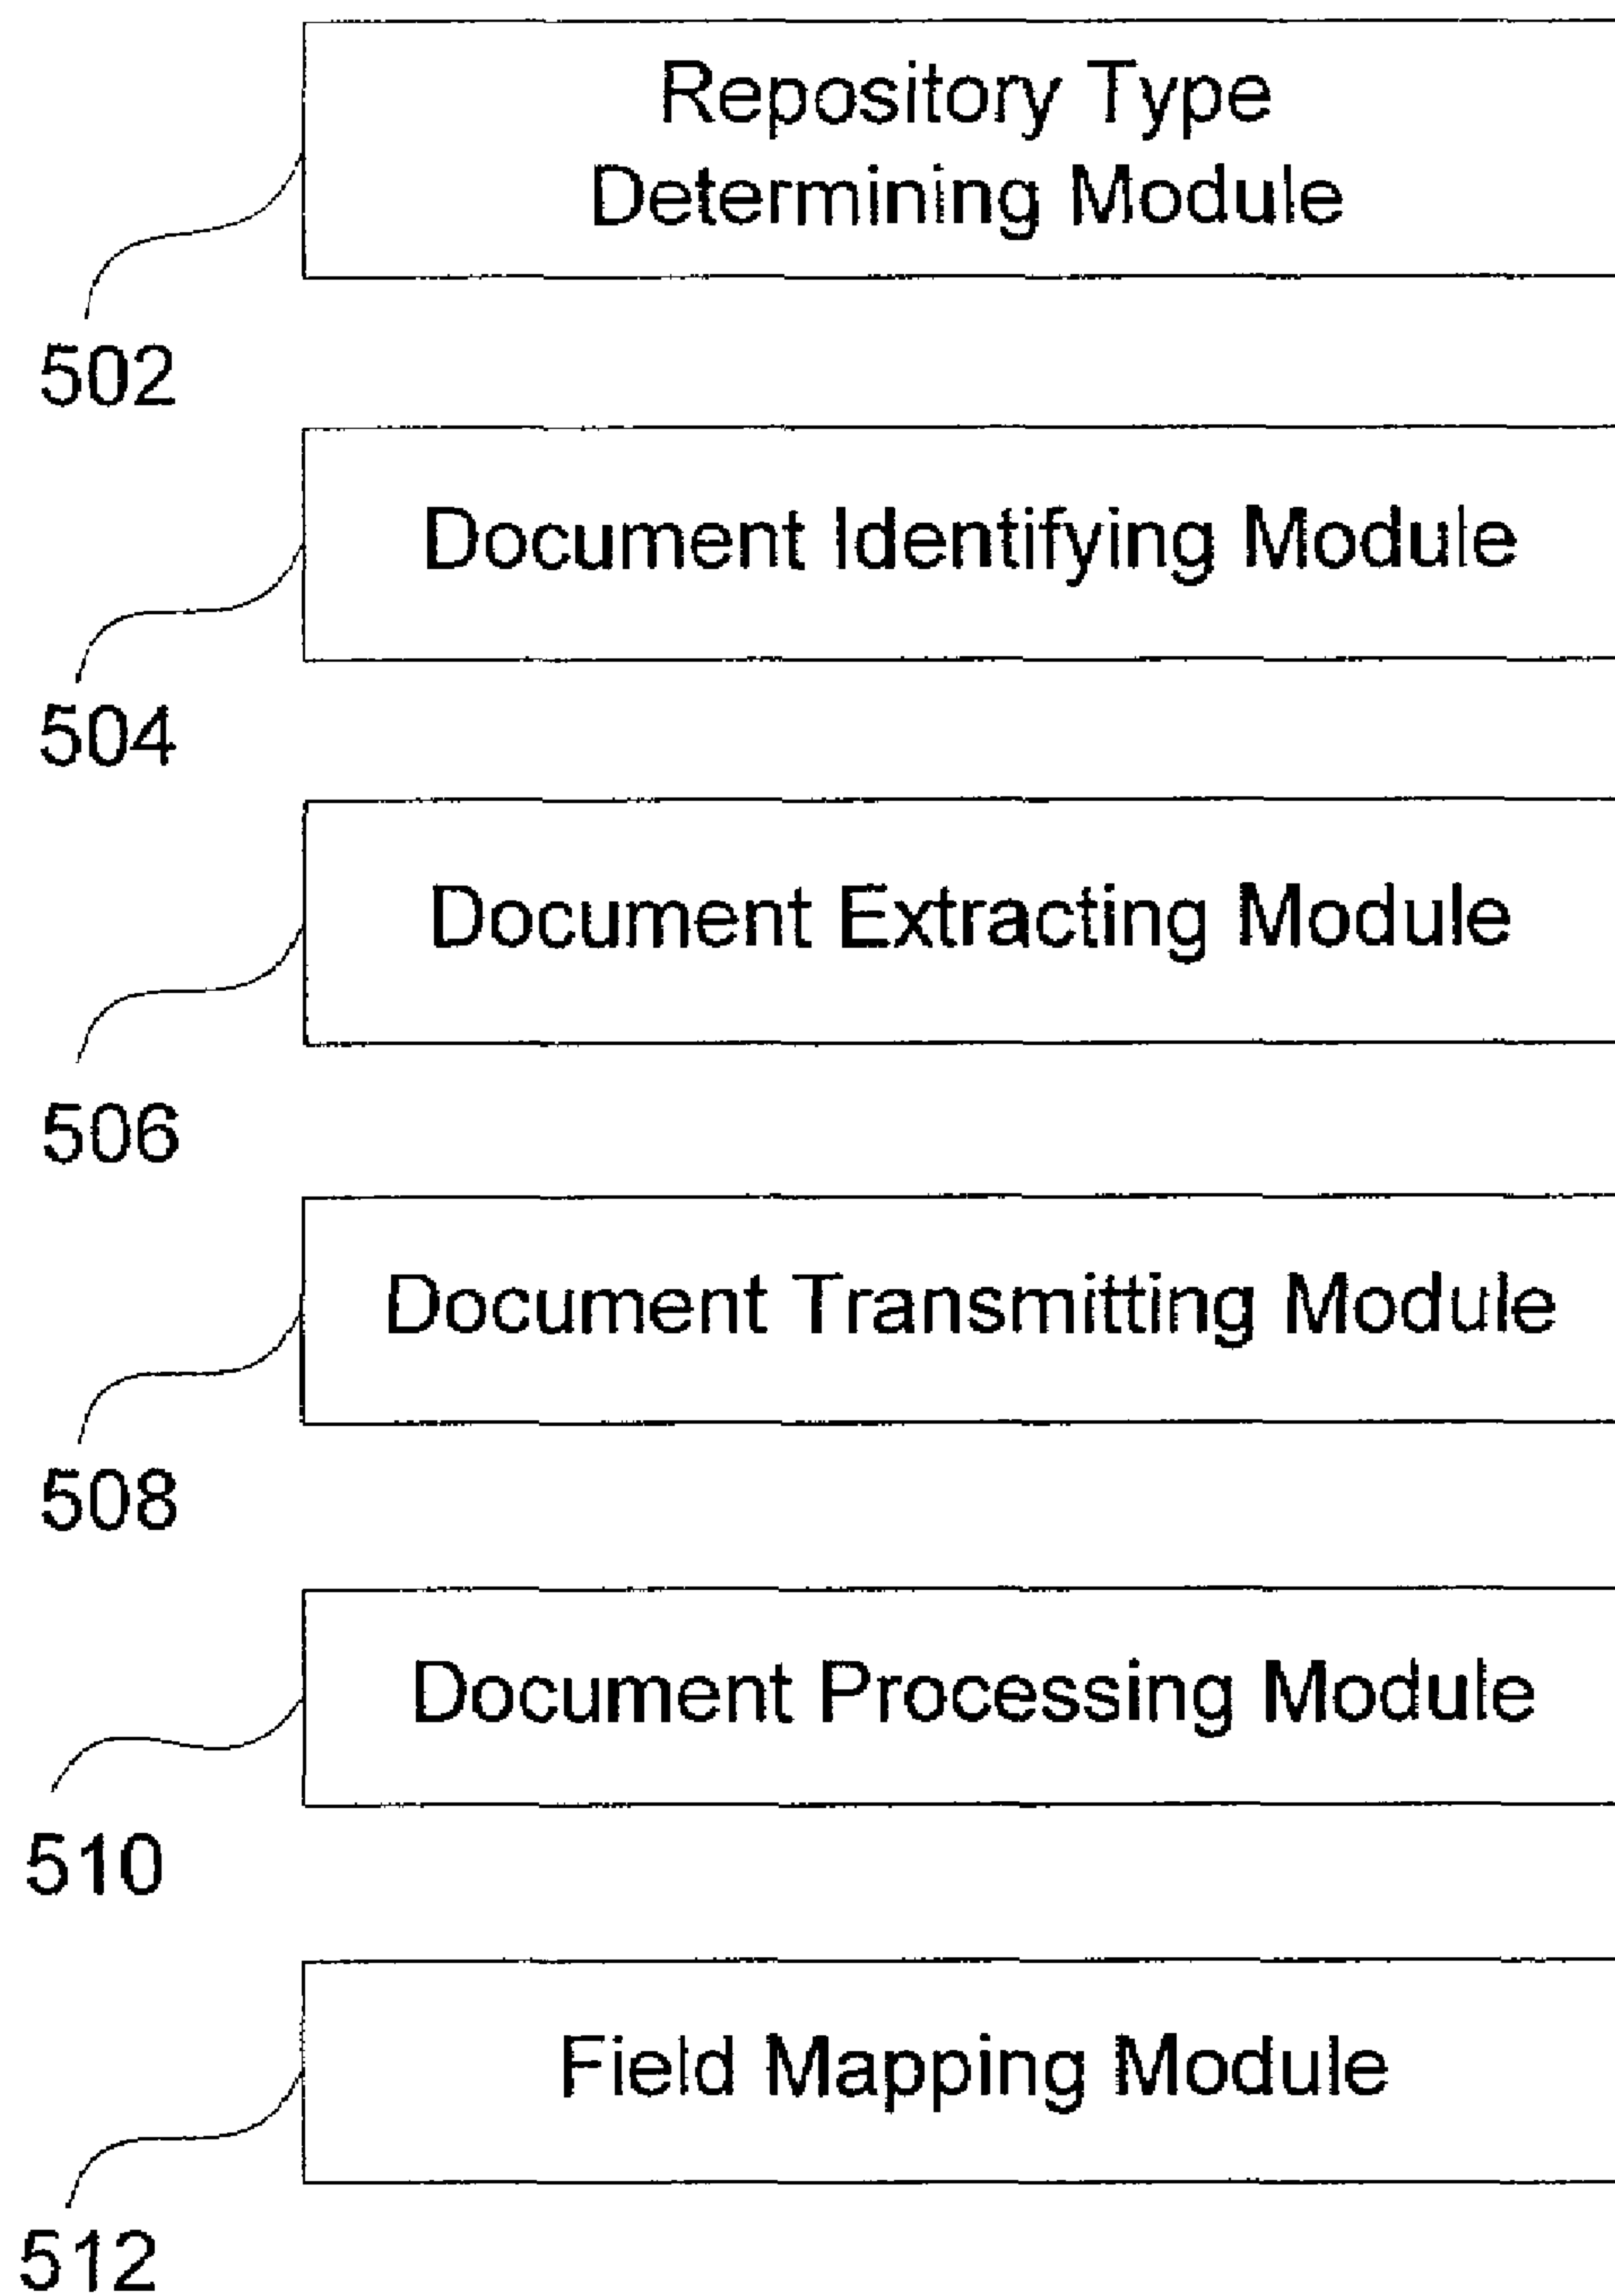 Repository Type
Determining Module
502
Document Identifying Module
504
Document Extracting Module
506
Document Transmitting Module
508
Document Processing Module
510
Field Mapping Module
512